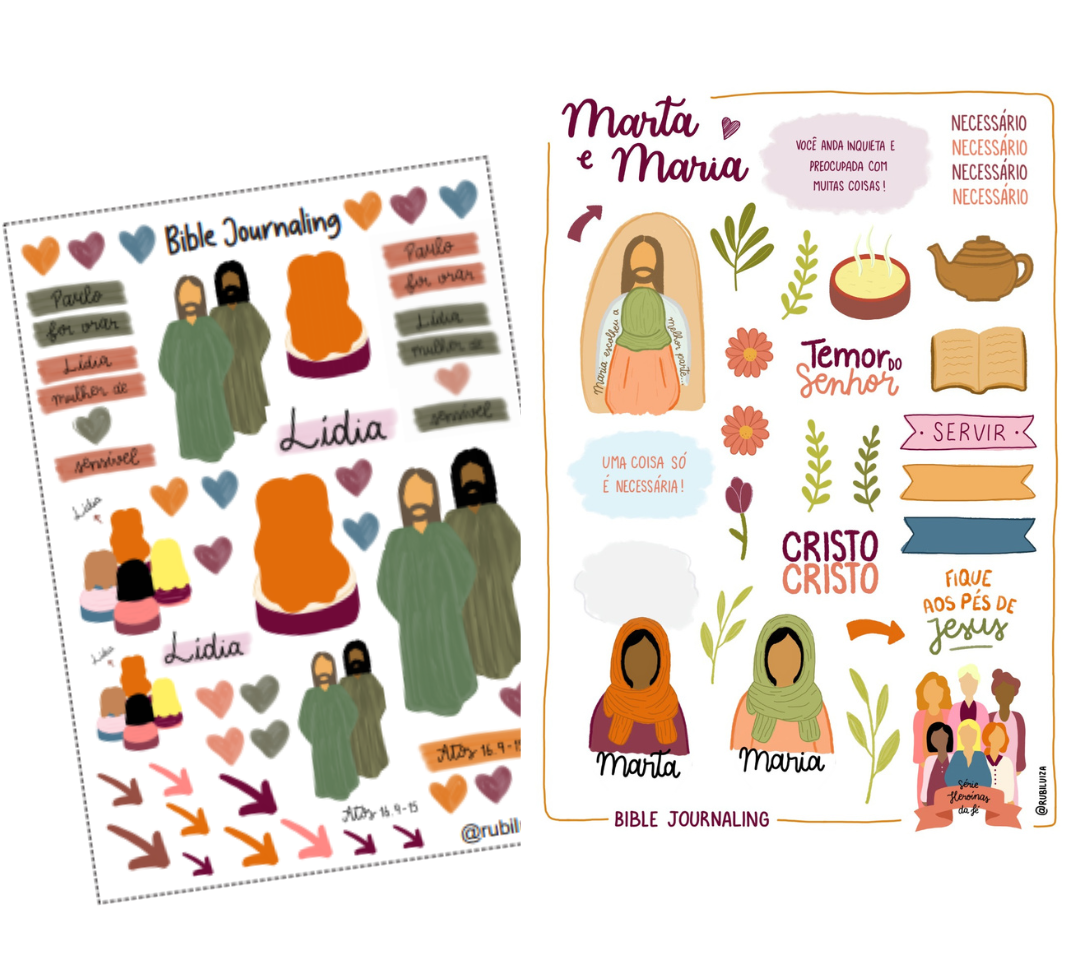 Bible Journaling
Paulo
foi orar
Lídia
mulher de
sensível
Paulo
foi orar
Lídia
mulher de
sensível
Lídia
Lídia
Lídia
Lídia
Atos 16.9-15
Atos 16.9-15
@rubilu
Marta
e Maria
VOCÊ ANDA INQUIETA E
PREOCUPADA COM
MUITAS COISAS!
NECESSÁRIO
NECESSÁRIO
NECESSÁRIO
NECESSÁRIO
Maria escolheu a
melhor parte...
Temor DO
Senhor
SERVIR
UMA COISA SÓ
É NECESSÁRIA!
CRISTO
CRISTO
FIQUE
AOS PÉS DE
Jesus
Marta
Maria
Série
Heroínas
da fé
@RUBILUIZA
BIBLE JOURNALING